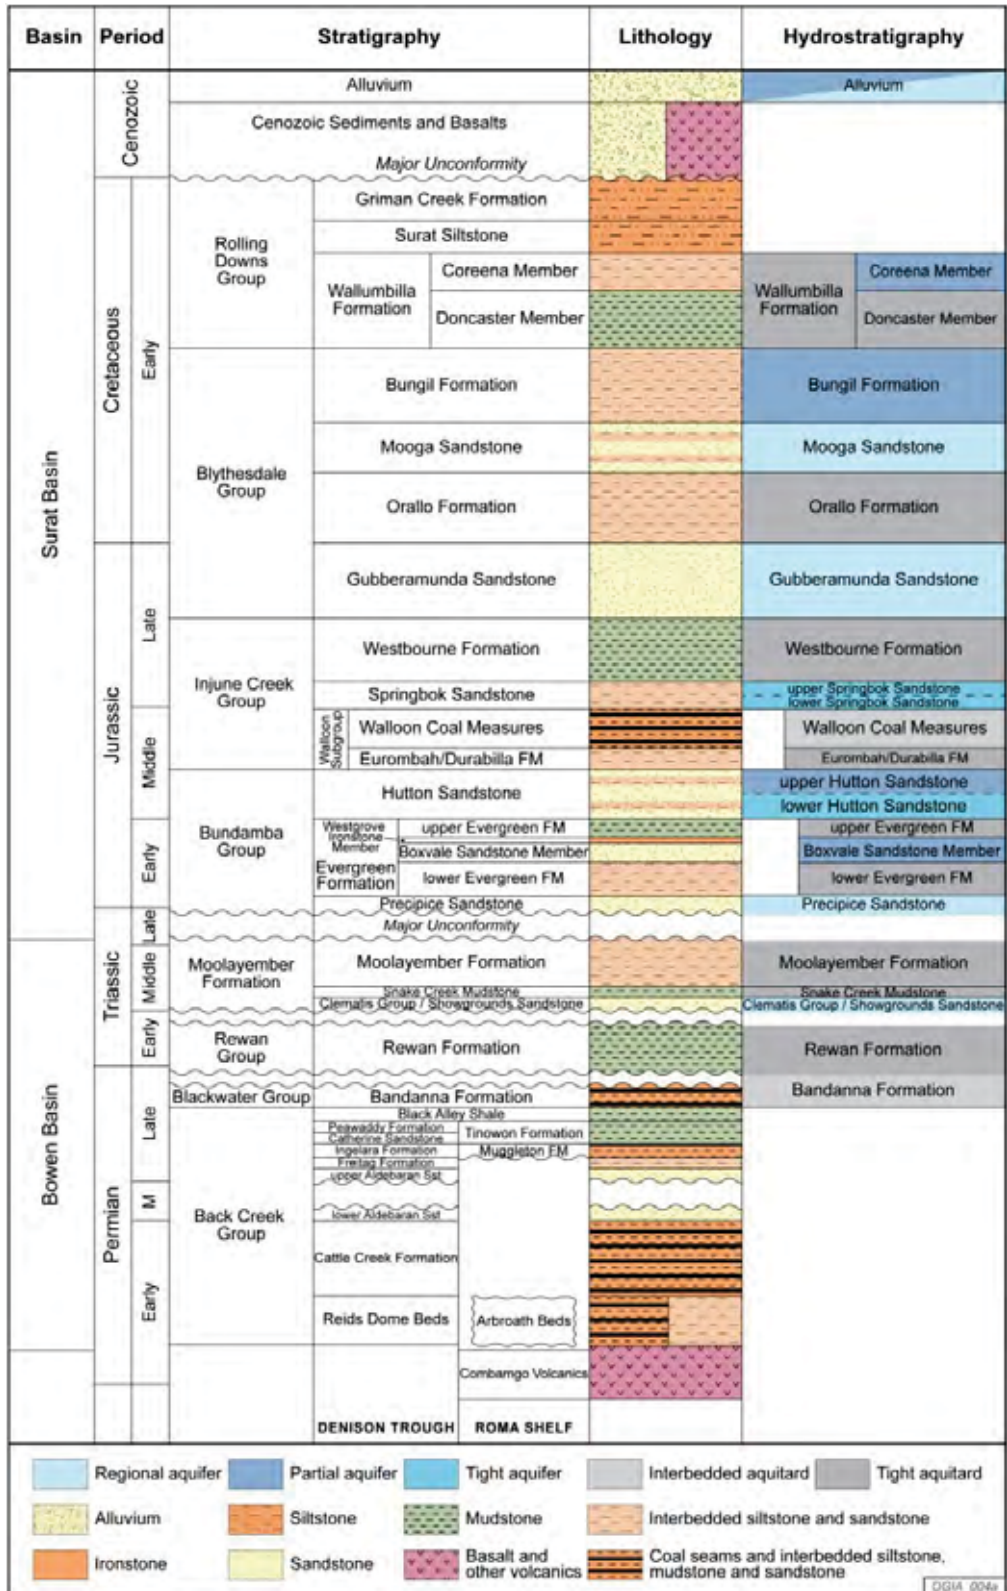 Basin Period Stratigraphy Lithology Hydrostratigraphy
Surat Basin
Bowen Basin
Cenozoic
Cretaceous
Early
Jurassic
Late
Middle
Early
Triassic
Late
Middle
Early
Permian
Late
M
Early
Alluvium
Cenozoic Sediments and Basalts
Major Unconformity
Rolling
Downs
Group
Griman Creek Formation
Surat Siltstone
Wallumbilla
Formation
Coreena Member
Doncaster Member
Blythesdale
Group
Bungil Formation
Mooga Sandstone
Orallo Formation
Gubberamunda Sandstone
Injune Creek
Group
Westbourne Formation
Springbok Sandstone
Walloon
Subgroup
Walloon Coal Measures
Eurombah/Durabilla FM
Bundamba
Group
Hutton Sandstone
Westgrove
Ironstone
Member
Evergreen
Formation
upper Evergreen FM
Boxvale Sandstone Member
lower Evergreen FM
Precipice Sandstone
Major Unconformity
Moolayember
Formation
Moolayember Formation
Snake Creek Mudstone
Clematis Group / Showgrounds Sandstone
Rewan
Group
Rewan Formation
Blackwater Group
Bandanna Formation
Back Creek
Group
Black Alley Shale
Peawaddy Formation
Catherine Sandstone
Tinowon Formation
Ingelara Formation
Muggleton FM
Freitag Formation
upper Aldebaran Sst
lower Aldebaran Sst
Cattle Creek Formation
Reids Dome Beds
Arbroath Beds
Combarngo Volcanics
DENISON TROUGH
ROMA SHELF
Alluvium
Wallumbilla
Formation
Coreena Member
Doncaster Member
Bungil Formation
Mooga Sandstone
Orallo Formation
Gubberamunda Sandstone
Westbourne Formation
upper Springbok Sandstone
lower Springbok Sandstone
Walloon Coal Measures
Eurombah/Durabilla FM
upper Hutton Sandstone
lower Hutton Sandstone
upper Evergreen FM
Boxvale Sandstone Member
lower Evergreen FM
Precipice Sandstone
Moolayember Formation
Snake Creek Mudstone
Clematis Group / Showgrounds Sandstone
Rewan Formation
Bandanna Formation
Regional aquifer Partial aquifer Tight aquifer Interbedded aquitard Tight aquitard
Alluvium Siltstone Mudstone Interbedded siltstone and sandstone
Ironstone Sandstone Basalt and
other volcanics
Coal seams and interbedded siltstone,
mudstone and sandstone